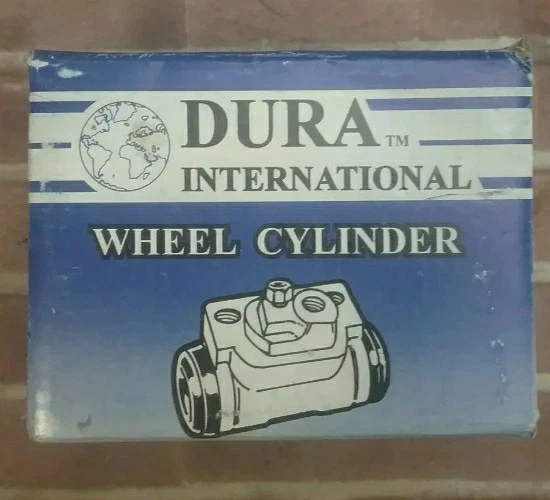 DURA™
INTERNATIONAL
WHEEL CYLINDER